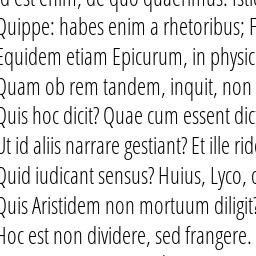 id est enim, de quo quaerimus. Istic
Quippe: habes enim a rhetoribus; F
Equidem etiam Epicurum, in physic
Quam ob rem tandem, inquit, non
Quis hoc dicit? Quae cum essent dic
Ut id aliis narrare gestiant? Et ille rid
Quid iudicant sensus? Huius, Lyco, o
Quis Aristidem non mortuum diligit?
Hoc est non dividere, sed frangere.